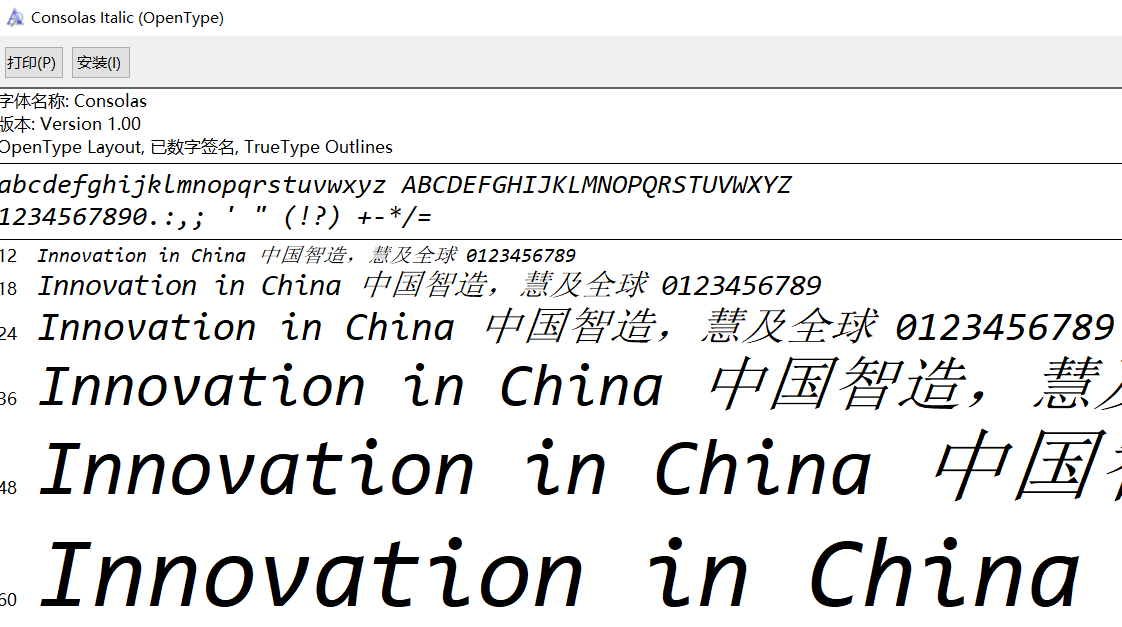 Consolas Italic (OpenType)
打印(P) 安装(I)
字体名称: Consolas
版本: Version 1.00
OpenType Layout, 已数字签名, TrueType Outlines
abcdefghijklmnopqrstuvwxyz ABCDEFGHIJKLMNOPQRSTUVWXYZ
1234567890.:,; ' " (!?) +-*/=
12 Innovation in China 中国智造，慧及全球 0123456789
18 Innovation in China 中国智造，慧及全球 0123456789
24 Innovation in China 中国智造，慧及全球 0123456789
36 Innovation in China 中国智造，慧及
48 Innovation in China 中国
60 Innovation in China